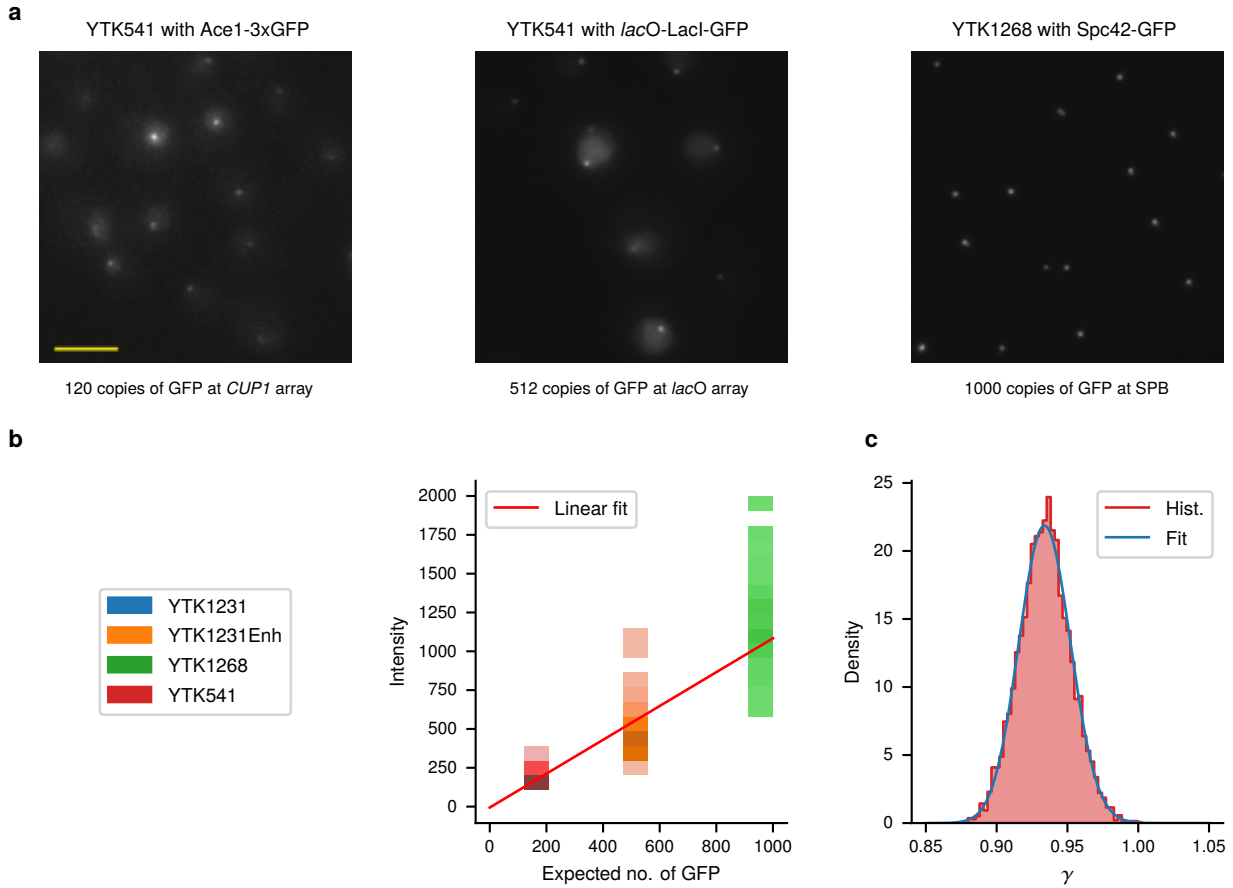 a
YTK541 with Ace1-3xGFP
YTK541 with lacO-LacI-GFP
YTK1268 with Spc42-GFP
120 copies of GFP at CUP1 array
512 copies of GFP at lacO array
1000 copies of GFP at SPB
b
YTK1231
YTK1231Enh
YTK1268
YTK541
Intensity
2000
1750
1500
1250
1000
750
500
250
0
Linear fit
0 200 400 600 800 1000
Expected no. of GFP
c
Density
25
20
15
10
5
0
Hist.
Fit
0.85 0.90 0.95 1.00 1.05
γ